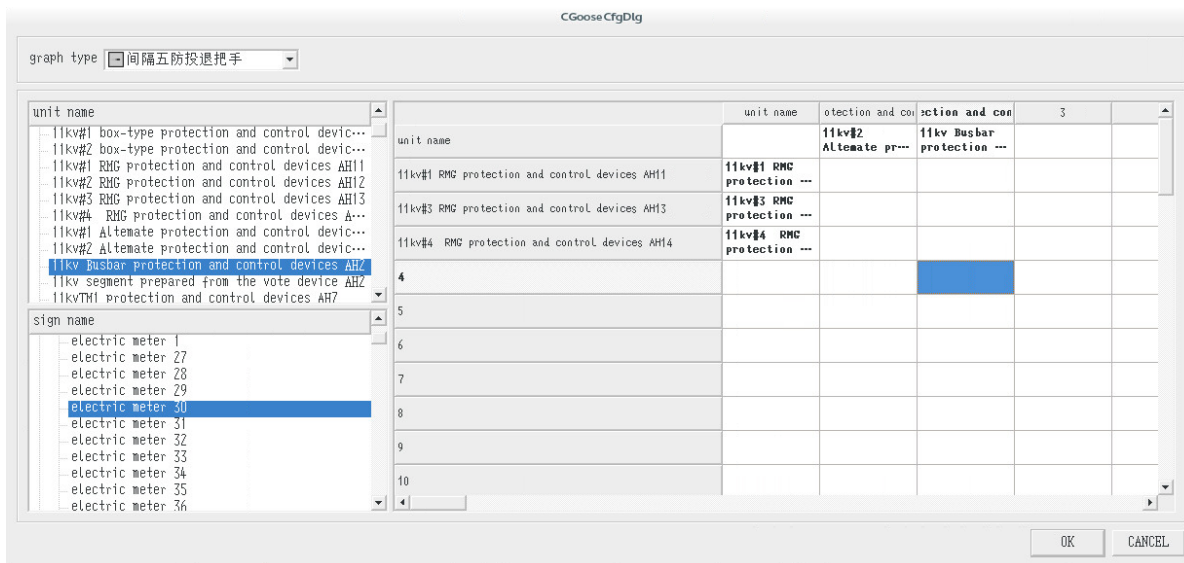 CGooseCfgDlg
graph type 间隔五防投退把手
unit name
11kv#1 box-type protection and control devic···
11kv#2 box-type protection and control devic···
11kv#1 RMG protection and control devices AH11
11kv#2 RMG protection and control devices AH12
11kv#3 RMG protection and control devices AH13
11kv#4  RMG protection and control devices A···
11kv#1 Altemate protection and control devic···
11kv#2 Altemate protection and control devic···
11kv Busbar protection and control devices AH2
11kv segment prepared from the vote device AH2
11kvTM1 protection and control devices AH7
sign name
electric meter 1
electric meter 27
electric meter 28
electric meter 29
electric meter 30
electric meter 31
electric meter 32
electric meter 33
electric meter 34
electric meter 35
electric meter 36
unit name otection and co ection and con 3
unit name 11kv#2 11kv Busbar
Altemate pr··· protection ···
11kv#1 RMG protection and control devices AH11 11kv#1 RMG
protection ···
11kv#3 RMG protection and control devices AH13 11kv#3 RMG
protection ···
11kv#4  RMG protection and control devices AH14 11kv#4  RMG
protection ···
4
5
6
7
8
9
10
OK CANCEL